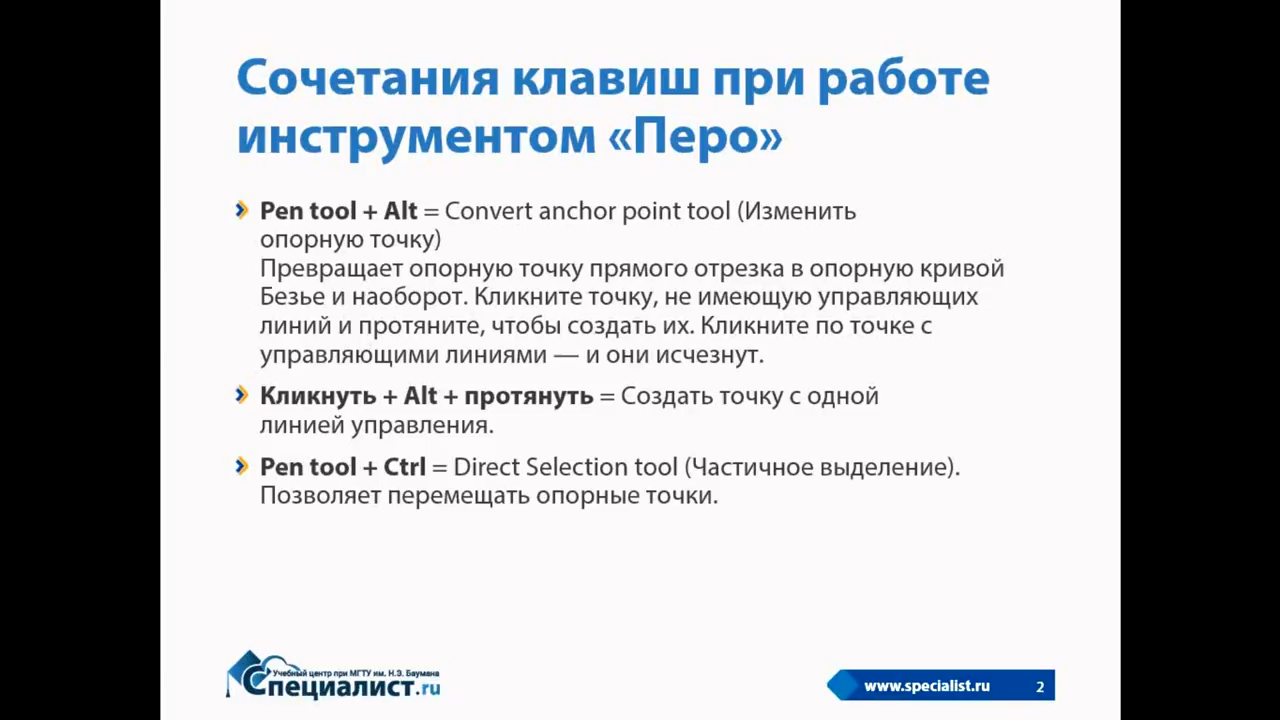 Сочетания клавиш при работе
инструментом «Перо»
Pen tool + Alt = Convert anchor point tool (Изменить
опорную точку)
Превращает опорную точку прямого отрезка в опорную кривой
Безье и наоборот. Кликните точку, не имеющую управляющих
линий и протяните, чтобы создать их. Кликните по точке с
управляющими линиями — и они исчезнут.
Кликнуть + Alt + протянуть = Создать точку с одной
линией управления.
Pen tool + Ctrl = Direct Selection tool (Частичное выделение).
Позволяет перемещать опорные точки.
Учебный центр при МГТУ им. Н.Э. Баумана
Специалист.ru
www.specialist.ru 2